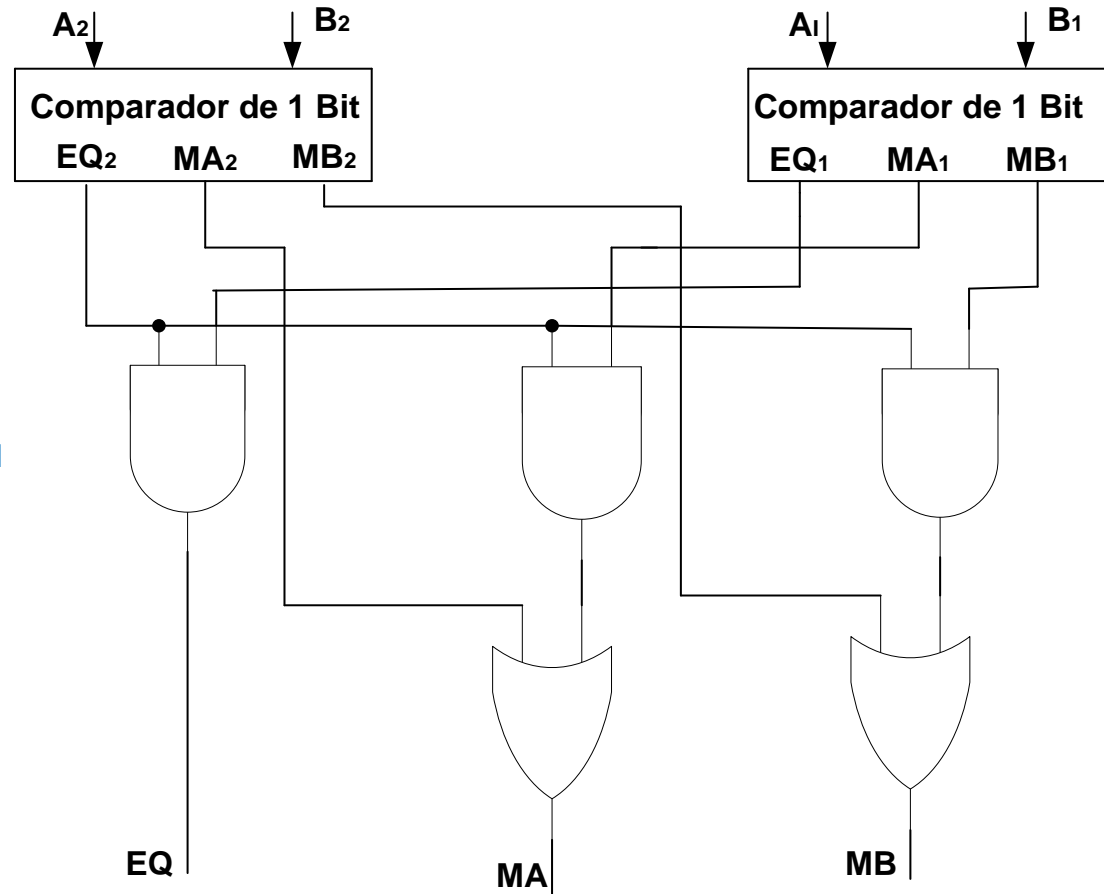 A2 B2 AI B1
Comparador de 1 Bit Comparador de 1 Bit
EQ2 MA2 MB2 EQ1 MA1 MB1
EQ MA MB